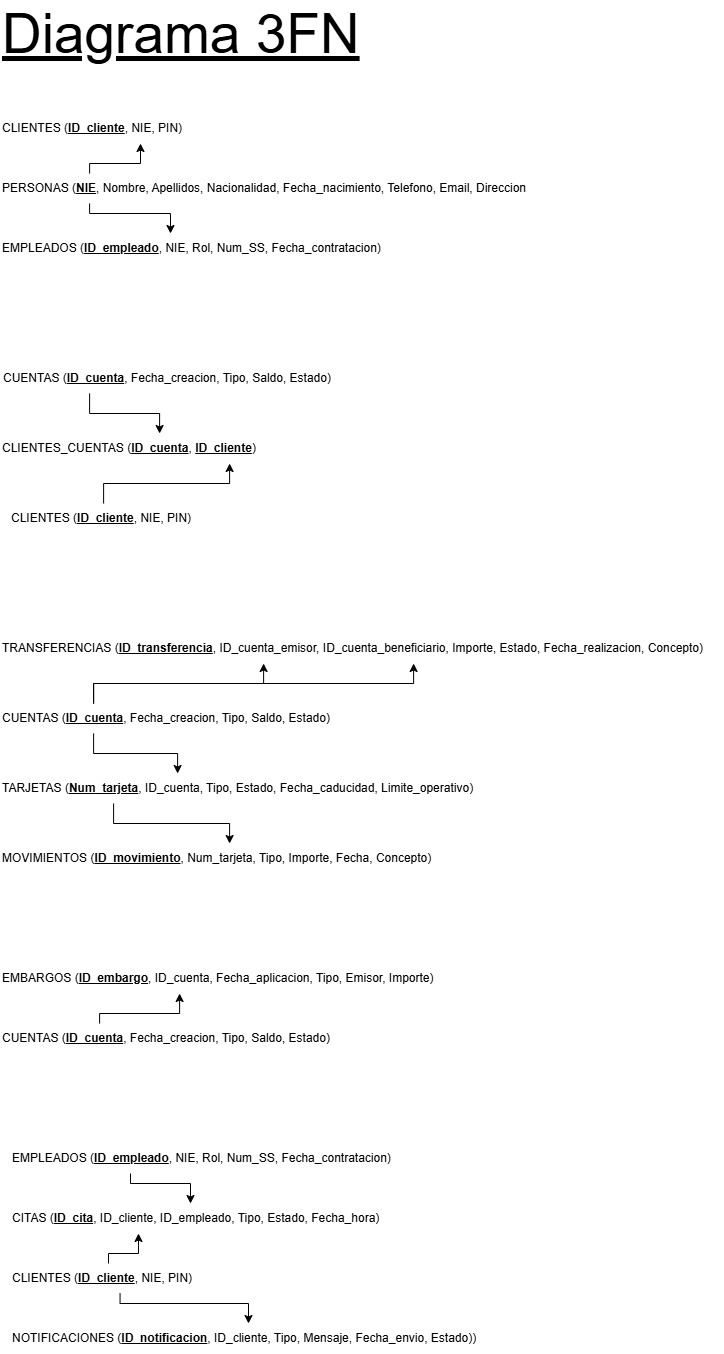 Diagrama 3FN
CLIENTES (ID_cliente, NIE, PIN)
PERSONAS (NIE, Nombre, Apellidos, Nacionalidad, Fecha_nacimiento, Telefono, Email, Direccion
EMPLEADOS (ID_empleado, NIE, Rol, Num_SS, Fecha_contratacion)
CUENTAS (ID_cuenta, Fecha_creacion, Tipo, Saldo, Estado)
CLIENTES_CUENTAS (ID_cuenta, ID_cliente)
CLIENTES (ID_cliente, NIE, PIN)
TRANSFERENCIAS (ID_transferencia, ID_cuenta_emisor, ID_cuenta_beneficiario, Importe, Estado, Fecha_realizacion, Concepto)
CUENTAS (ID_cuenta, Fecha_creacion, Tipo, Saldo, Estado)
TARJETAS (Num_tarjeta, ID_cuenta, Tipo, Estado, Fecha_caducidad, Limite_operativo)
MOVIMIENTOS (ID_movimiento, Num_tarjeta, Tipo, Importe, Fecha, Concepto)
EMBARGOS (ID_embargo, ID_cuenta, Fecha_aplicacion, Tipo, Emisor, Importe)
CUENTAS (ID_cuenta, Fecha_creacion, Tipo, Saldo, Estado)
EMPLEADOS (ID_empleado, NIE, Rol, Num_SS, Fecha_contratacion)
CITAS (ID_cita, ID_cliente, ID_empleado, Tipo, Estado, Fecha_hora)
CLIENTES (ID_cliente, NIE, PIN)
NOTIFICACIONES (ID_notificacion, ID_cliente, Tipo, Mensaje, Fecha_envio, Estado))